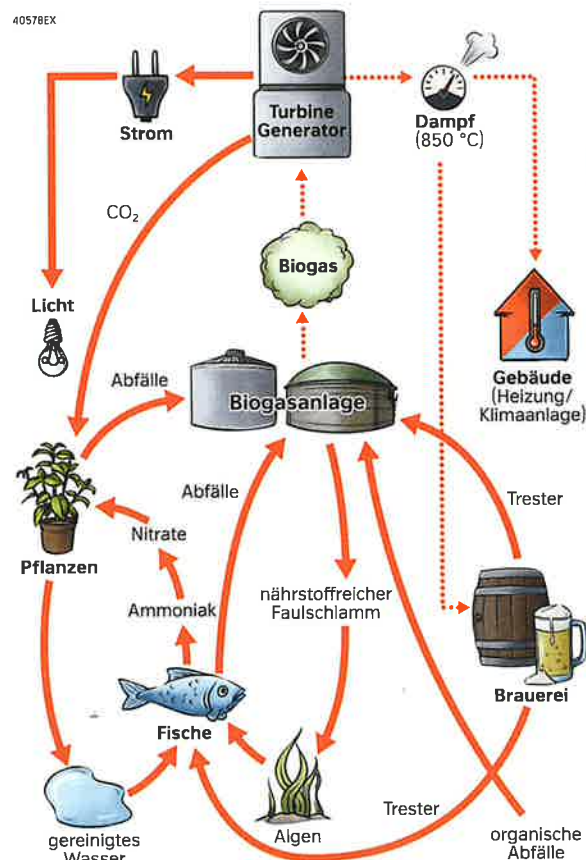 40578EX
Turbine
Generator
Strom
Dampf
(850 °C)
CO₂
Biogas
Licht
Gebäude
(Heizung/
Klimaanlage)
Abfälle
Biogasanlage
Abfälle
Trester
Nitrate
Pflanzen
Ammoniak
nährstoffreicher
Faulschlamm
Brauerei
Fische
Trester
gereinigtes
Wasser
Algen
organische
Abfälle